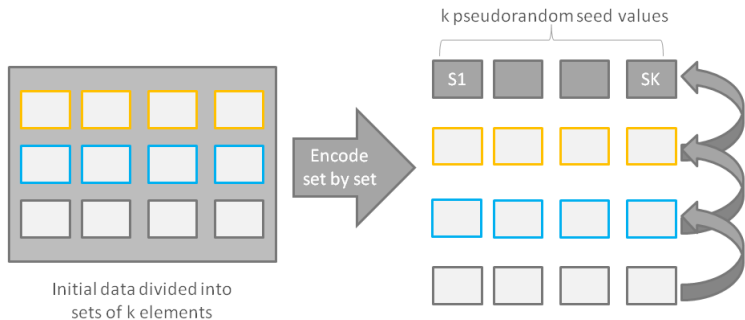 k pseudorandom seed values
S1
SK
Encode
set by set
Initial data divided into
sets of k elements